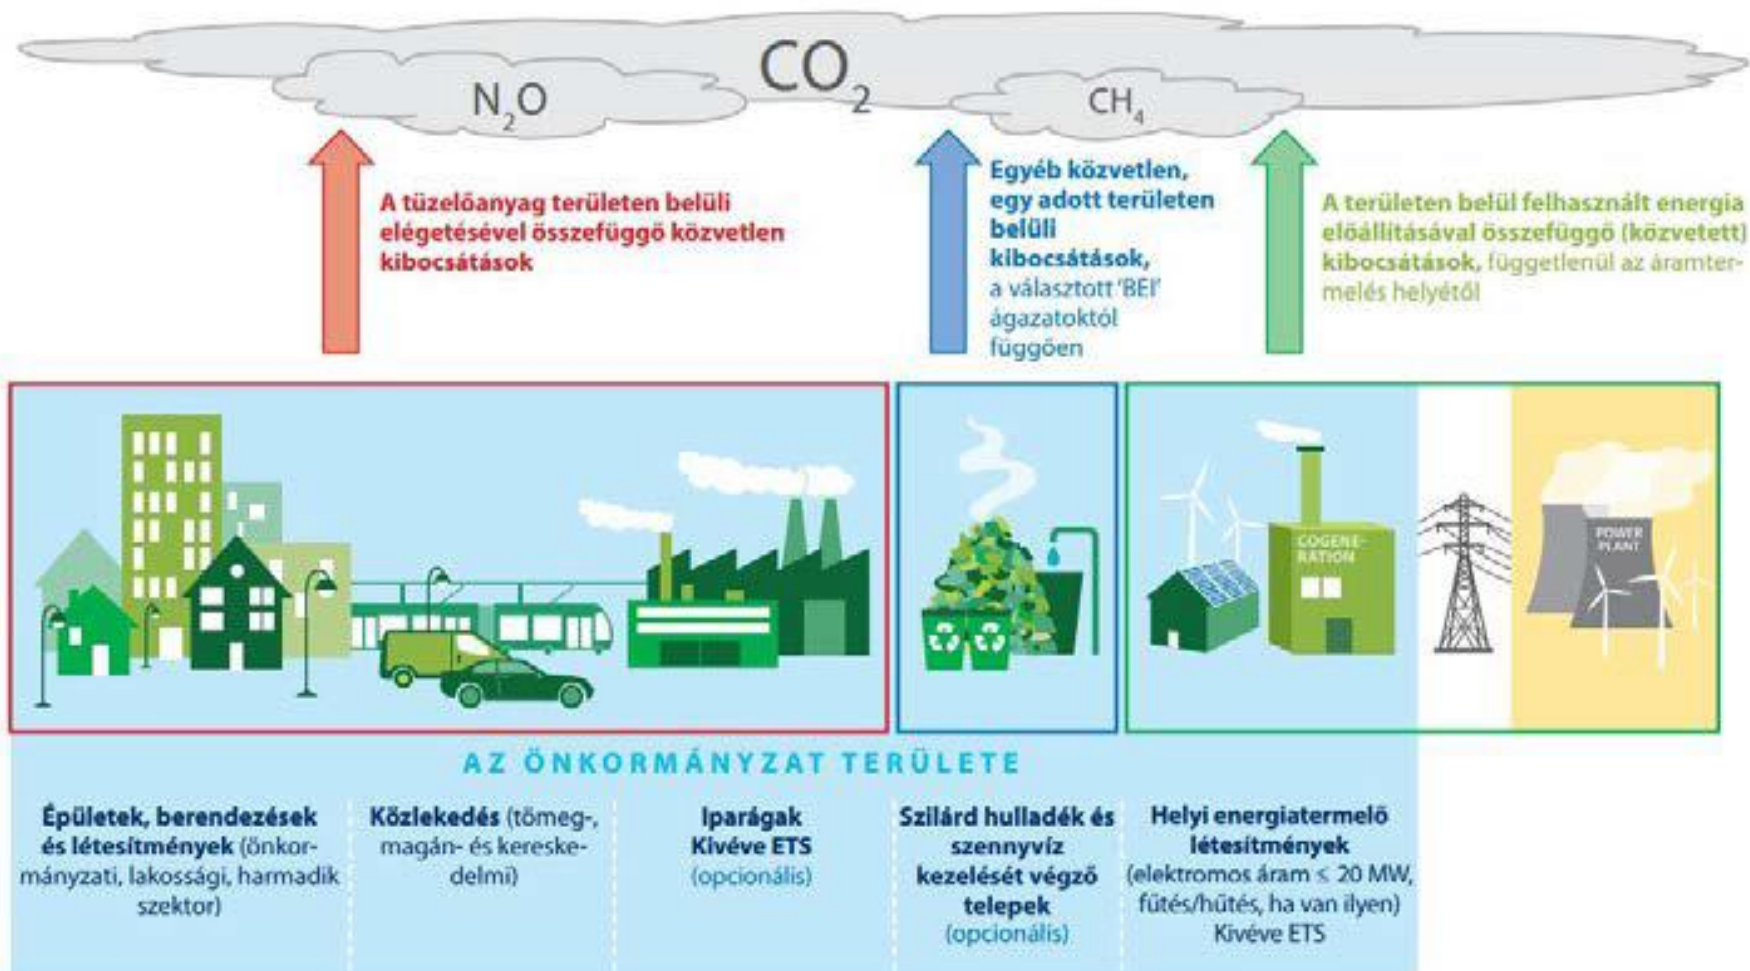 CO2
N2O
CH4
A tüzelőanyag területen belüli
elégetésével összefüggő közvetlen
kibocsátások
Egyéb közvetlen,
egy adott területen
belüli
kibocsátások,
a választott 'BEI'
ágazatoktól
függően
A területen belül felhasznált energia
előállításával összefüggő (közvetett)
kibocsátások, függetlenül az áramter-
melés helyétől
COGENE-
RATION
POWER
PLANT
AZ ÖNKORMÁNYZAT TERÜLETE
Épületek, berendezések
és létesítmények (önkor-
mányzati, lakossági, harmadik
szektor)
Közlekedés (tömeg-,
magán- és kereske-
delmi)
Iparágak
Kivéve ETS
(opcionális)
Szilárd hulladék és
szennyvíz
kezelését végző
telepek
(opcionális)
Helyi energiatermelő
létesítmények
(elektromos áram ≤ 20 MW,
fűtés/hűtés, ha van ilyen)
Kivéve ETS